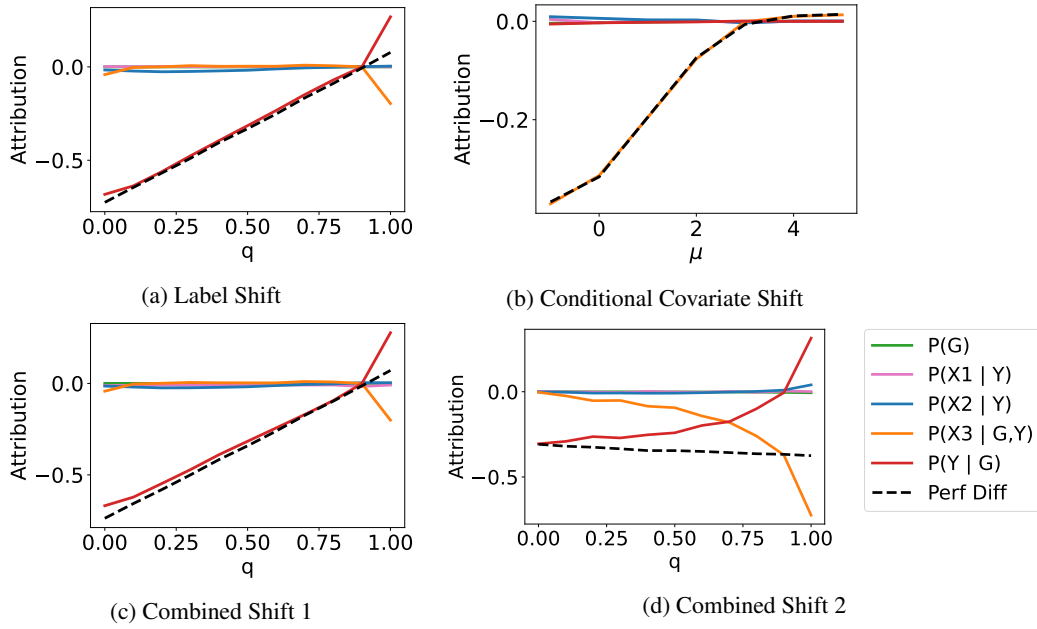 0.0
−0.5
Attribution
0.00 0.25 0.50 0.75 1.00
q
(a) Label Shift
0.0
−0.2
Attribution
0 2 4
μ
(b) Conditional Covariate Shift
0.0
−0.5
Attribution
0.00 0.25 0.50 0.75 1.00
q
(c) Combined Shift 1
0.0
−0.5
Attribution
0.00 0.25 0.50 0.75 1.00
q
(d) Combined Shift 2
P(G)
P(X1 | Y)
P(X2 | Y)
P(X3 | G,Y)
P(Y | G)
Perf Diff